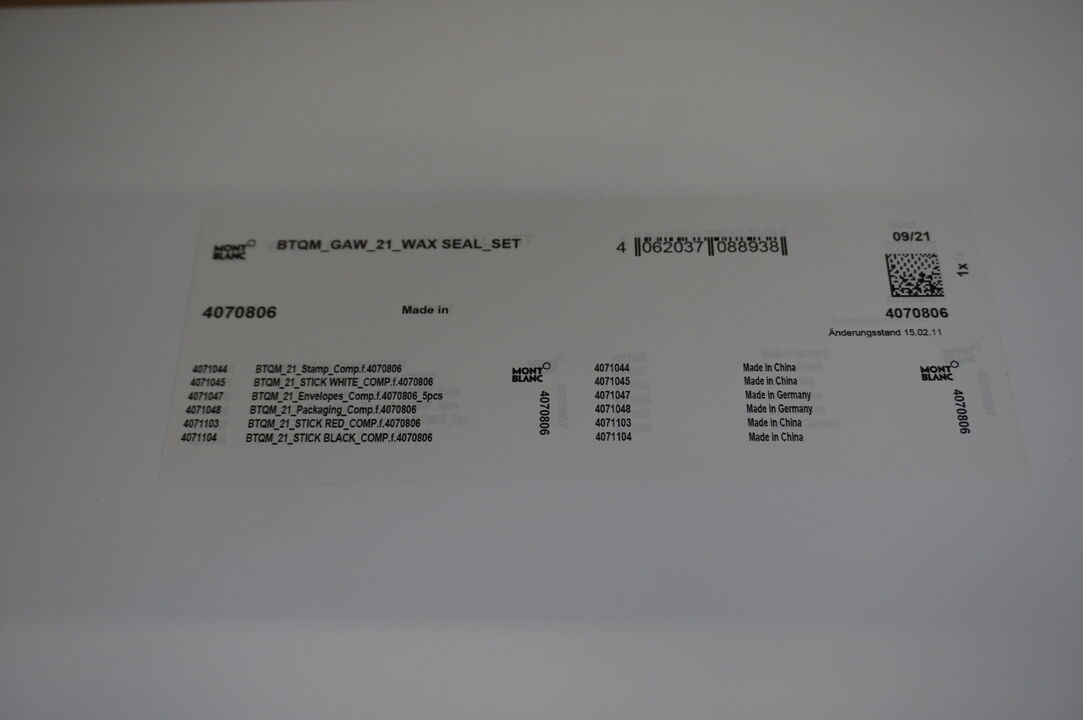 MONT
BLANC
BTQM_GAW_21_WAX SEAL_SET
4 062037 088938
09/21
1x
4070806
Made in
4070806
Änderungsstand 15.02.11
4071044 BTQM_21_Stamp_Comp.f.4070806
4071045 BTQM_21_STICK WHITE_COMP.f.4070806
4071047 BTQM_21_Envelopes_Comp.f.4070806_5pcs
4071048 BTQM_21_Packaging_Comp.f.4070806
4071103 BTQM_21_STICK RED_COMP.f.4070806
4071104 BTQM_21_STICK BLACK_COMP.f.4070806
MONT
BLANC
4070806
4071044 Made in China
4071045 Made in China
4071047 Made in Germany
4071048 Made in Germany
4071103 Made in China
4071104 Made in China
MONT
BLANC
4070806